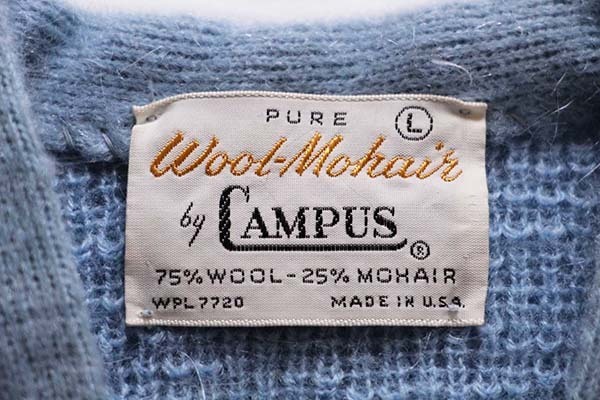 PURE L
Wool-Mohair
by CAMPUS ®
75% WOOL - 25% MOHAIR
WPL 7720 MADE IN U.S.A.